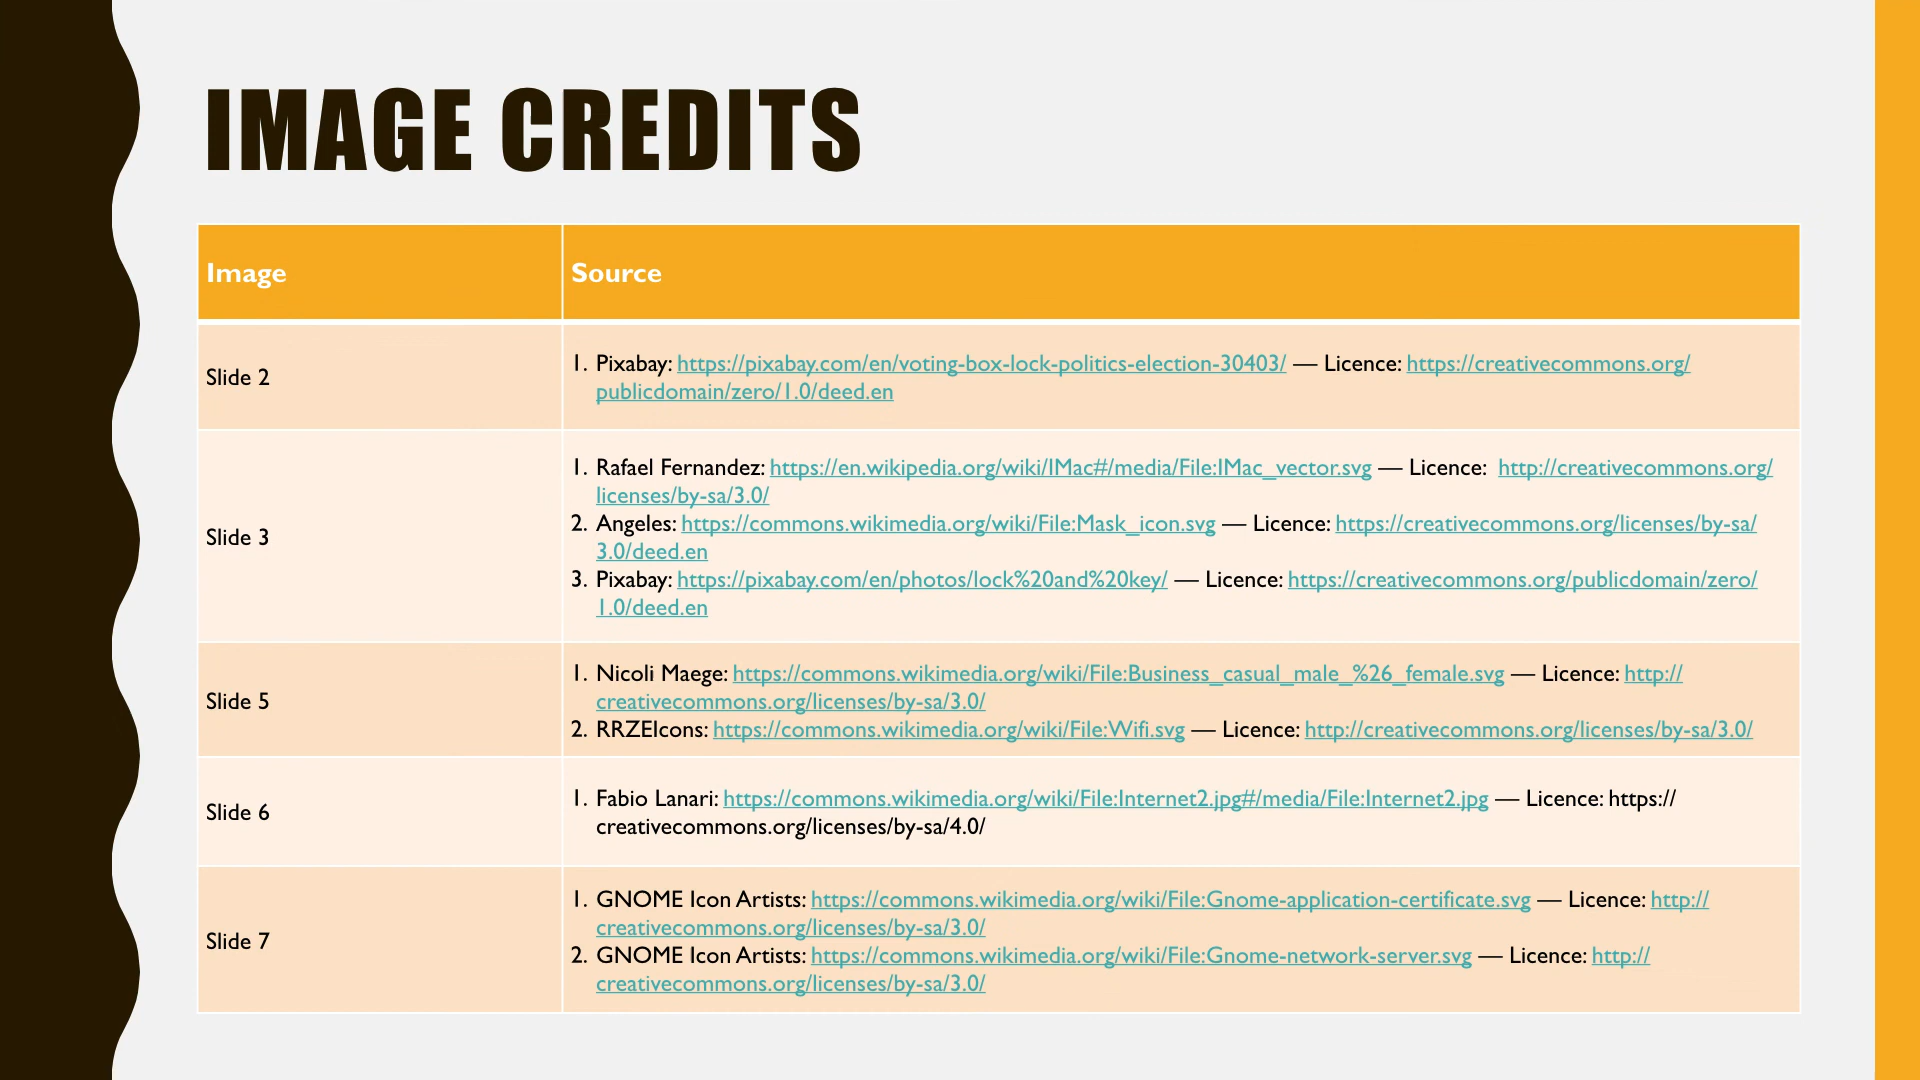 IMAGE CREDITS
Image
Source
Slide 2
1. Pixabay: https://pixabay.com/en/voting-box-lock-politics-election-30403/ — Licence: https://creativecommons.org/
publicdomain/zero/1.0/deed.en
Slide 3
1. Rafael Fernandez: https://en.wikipedia.org/wiki/IMac#/media/File:IMac_vector.svg — Licence: http://creativecommons.org/
licenses/by-sa/3.0/
2. Angeles: https://commons.wikimedia.org/wiki/File:Mask_icon.svg — Licence: https://creativecommons.org/licenses/by-sa/
3.0/deed.en
3. Pixabay: https://pixabay.com/en/photos/lock%20and%20key/ — Licence: https://creativecommons.org/publicdomain/zero/
1.0/deed.en
Slide 5
1. Nicoli Maege: https://commons.wikimedia.org/wiki/File:Business_casual_male_%26_female.svg — Licence: http://
creativecommons.org/licenses/by-sa/3.0/
2. RRZEIcons: https://commons.wikimedia.org/wiki/File:Wifi.svg — Licence: http://creativecommons.org/licenses/by-sa/3.0/
Slide 6
1. Fabio Lanari: https://commons.wikimedia.org/wiki/File:Internet2.jpg#/media/File:Internet2.jpg — Licence: https://
creativecommons.org/licenses/by-sa/4.0/
Slide 7
1. GNOME Icon Artists: https://commons.wikimedia.org/wiki/File:Gnome-application-certificate.svg — Licence: http://
creativecommons.org/licenses/by-sa/3.0/
2. GNOME Icon Artists: https://commons.wikimedia.org/wiki/File:Gnome-network-server.svg — Licence: http://
creativecommons.org/licenses/by-sa/3.0/